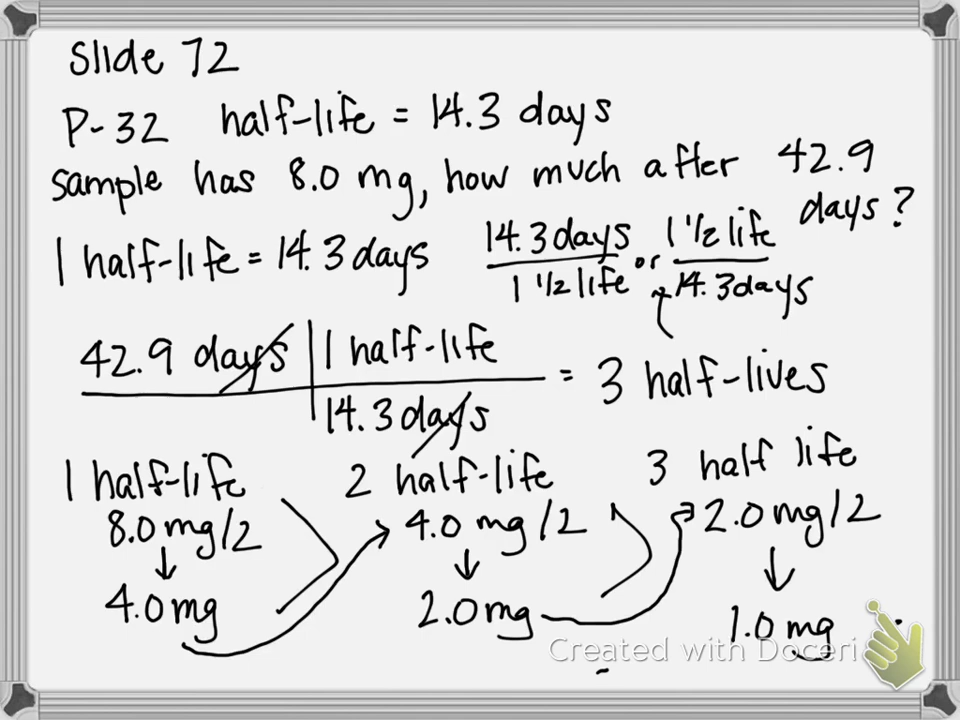 Slide 72
P-32 half-life = 14.3 days
sample has 8.0 mg, how much after 42.9
days?
1 half-life = 14.3 days 14.3 days / 1 1/2 life or 1 1/2 life / 14.3 days
42.9 days | 1 half-life
14.3 days = 3 half-lives
1 half-life 2 half-life 3 half life
8.0 mg/2 4.0 mg/2 2.0 mg/2
↓ ↓ ↓
4.0 mg 2.0 mg 1.0 mg
Created with Doceri